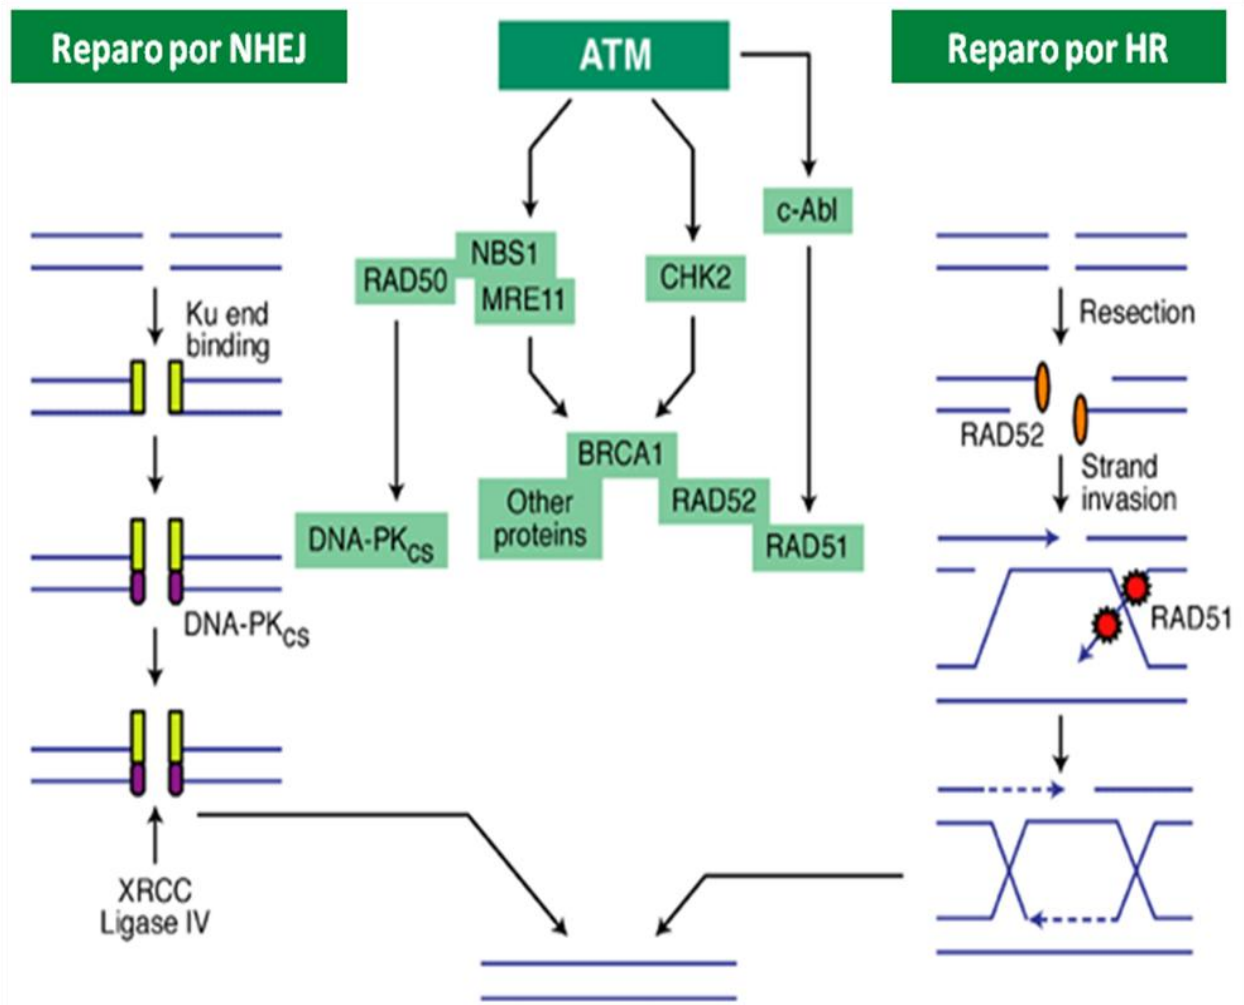 Reparo por NHEJ
ATM
Reparo por HR
c-Abl
NBS1
RAD50
MRE11
CHK2
Ku end
binding
Resection
RAD52
BRCA1
Strand
invasion
Other
proteins
RAD52
DNA-PKCS
RAD51
DNA-PKCS
RAD51
XRCC
Ligase IV